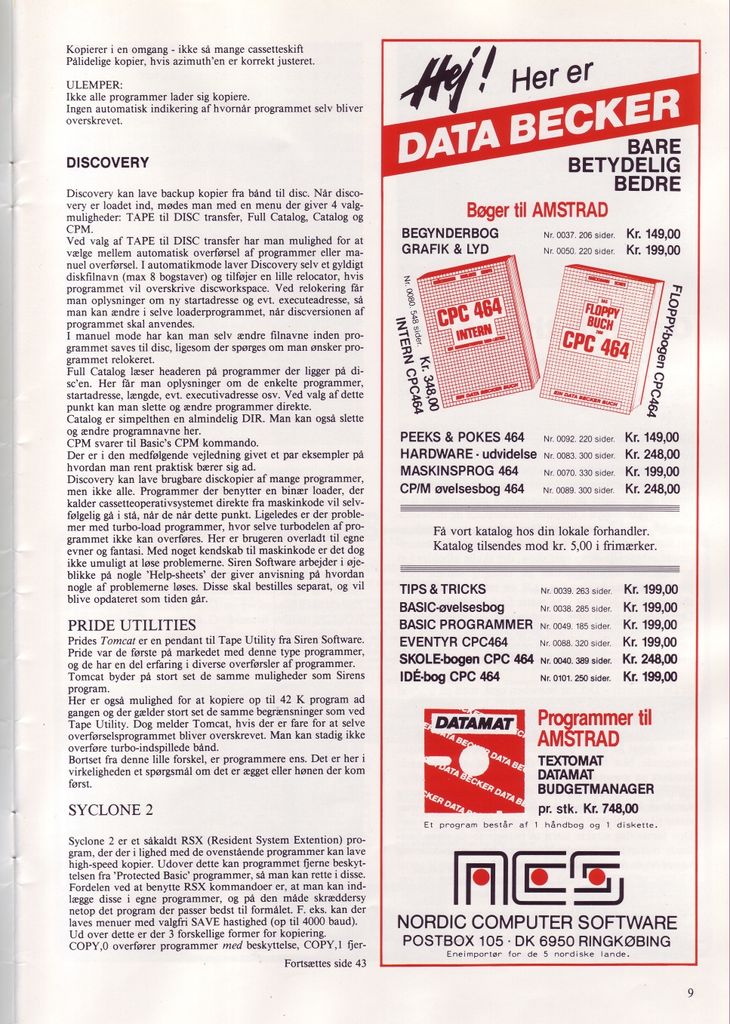 Kopierer i en omgang - ikke så mange cassetteskift
Pålidelige kopier, hvis azimuth'en er korrekt justeret.
ULEMPER:
Ikke alle programmer lader sig kopiere.
Ingen automatisk indikering af hvornår programmet selv bliver
overskrevet.
DISCOVERY
Discovery kan lave backup kopier fra bånd til disc. Når disco-
very er loadet ind, mødes man med en menu der giver 4 valg-
muligheder: TAPE til DISC transfer, Full Catalog, Catalog og
CPM.
Ved valg af TAPE til DISC transfer har man mulighed for at
vælge mellem automatisk overførsel af programmer eller ma-
nuel overførsel. I automatikmode laver Discovery selv et gyldigt
diskfilnavn (max 8 bogstaver) og tilføjer en lille relocator, hvis
programmet vil overskrive discworkspace. Ved relokering får
man oplysninger om ny startadresse og evt. executeadresse, så
man kan ændre i selve loaderprogrammet, når discversionen af
programmet skal anvendes.
I manuel mode har kan man selv ændre filnavne inden pro-
grammet saves til disc, ligesom der spørges om man ønsker pro-
grammet relokeret.
Full Catalog læser headeren på programmer der ligger på di-
sc'en. Her får man oplysninger om de enkelte programmer,
startadresse, længde, evt. executivadresse osv. Ved valg af dette
punkt kan man slette og ændre programmer direkte.
Catalog er simpelthen en almindelig DIR. Man kan også slette
og ændre programnavne her.
CPM svarer til Basic's CPM kommando.
Der er i den medfølgende vejledning givet et par eksempler på
hvordan man rent praktisk bærer sig ad.
Discovery kan lave brugbare disckopier af mange programmer,
men ikke alle. Programmer der benytter en binær loader, der
kalder cassetteoperativsystemet direkte fra maskinkode vil selv-
følgelig gå i stå, når de når dette punkt. Ligeledes er der proble-
mer med turbo-load programmer, hvor selve turbodelen af pro-
grammet ikke kan overføres. Her er brugeren overladt til egne
evner og fantasi. Med noget kendskab til maskinkode er det dog
ikke umuligt at løse problemerne. Siren Software arbejder i øje-
blikke på nogle 'Help-sheets' der giver anvisning på hvordan
nogle af problemerne løses. Disse skal bestilles separat, og vil
blive opdateret som tiden går.
PRIDE UTILITIES
Prides Tomcat er en pendant til Tape Utility fra Siren Software.
Pride var de første på markedet med denne type programmer,
og de har en del erfaring i diverse overførsler af programmer.
Tomcat byder på stort set de samme muligheder som Sirens
program.
Her er også mulighed for at kopiere op til 42 K program ad
gangen og der gælder stort set de samme begrænsninger som ved
Tape Utility. Dog melder Tomcat, hvis der er fare for at selve
overførselsprogrammet bliver overskrevet. Man kan stadig ikke
overføre turbo-indspillede bånd.
Bortset fra denne lille forskel, er programmere ens. Det er her i
virkeligheden et spørgsmål om det er ægget eller hønen der kom
først.
SYCLONE 2
Syclone 2 er et såkaldt RSX (Resident System Extention) pro-
gram, der der i lighed med de ovenstående programmer kan lave
high-speed kopier. Udover dette kan programmet fjerne beskyt-
telsen fra 'Protected Basic' programmer, så man kan rette i disse.
Fordelen ved at benytte RSX kommandoer er, at man kan ind-
lægge disse i egne programmer, og på den måde skræddersy
netop det program der passer bedst til formålet. F. eks. kan der
laves menuer med valgfri SAVE hastighed (op til 4000 baud).
Ud over dette er der 3 forskellige former for kopiering.
COPY,0 overfører programmer med beskyttelse, COPY,1 fjer-
Fortsættes side 43
Hej! Her er
DATA BECKER
BARE
BETYDELIG
BEDRE
Bøger til AMSTRAD
BEGYNDERBOG Nr. 0037. 206 sider. Kr. 149,00
GRAFIK & LYD Nr. 0050. 220 sider. Kr. 199,00
Nr. 0080. 548 sider. Kr. 348,00
INTERN CPC464
CPC 464
INTERN
EIN DATA BECKER BUCH
DAS
FLOPPY
BUCH
ZUM
CPC 464
EIN DATA BECKER BUCH
FLOPPYbogen CPC464
PEEKS & POKES 464 Nr. 0092. 220 sider. Kr. 149,00
HARDWARE - udvidelse Nr. 0083. 300 sider. Kr. 248,00
MASKINSPROG 464 Nr. 0070. 330 sider. Kr. 199,00
CP/M øvelsesbog 464 Nr. 0089. 300 sider. Kr. 248,00
Få vort katalog hos din lokale forhandler.
Katalog tilsendes mod kr. 5,00 i frimærker.
TIPS & TRICKS Nr. 0039. 263 sider. Kr. 199,00
BASIC-øvelsesbog Nr. 0038. 285 sider. Kr. 199,00
BASIC PROGRAMMER Nr. 0049. 185 sider. Kr. 199,00
EVENTYR CPC464 Nr. 0088. 320 sider. Kr. 199,00
SKOLE-bogen CPC 464 Nr. 0040. 389 sider. Kr. 248,00
IDÉ-bog CPC 464 Nr. 0101. 250 sider. Kr. 199,00
DATAMAT
DATA BECKER DATA BE
Programmer til
AMSTRAD
TEXTOMAT
DATAMAT
BUDGETMANAGER
pr. stk. Kr. 748,00
Et program består af 1 håndbog og 1 diskette.
NCS
NORDIC COMPUTER SOFTWARE
POSTBOX 105 · DK 6950 RINGKØBING
Eneimportør for de 5 nordiske lande.
9